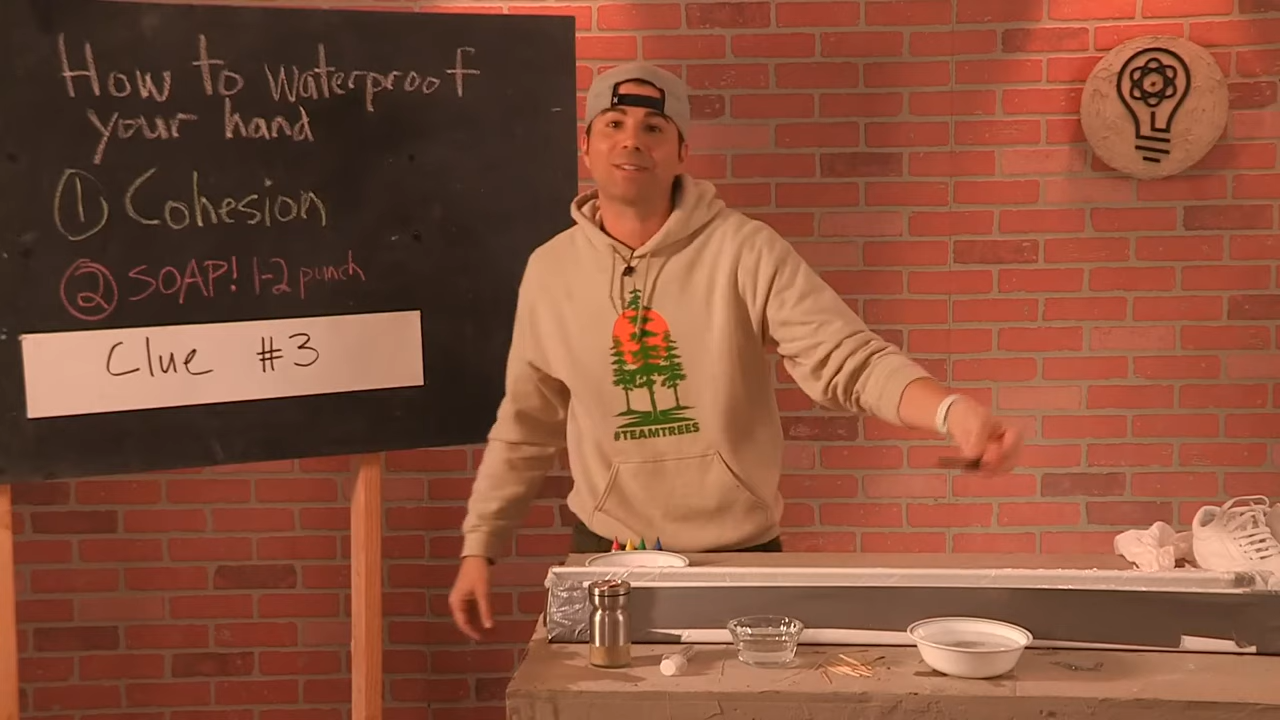 How to waterproof
your hand
① Cohesion
② SOAP! 1-2 punch
Clue #3
#TEAMTREES